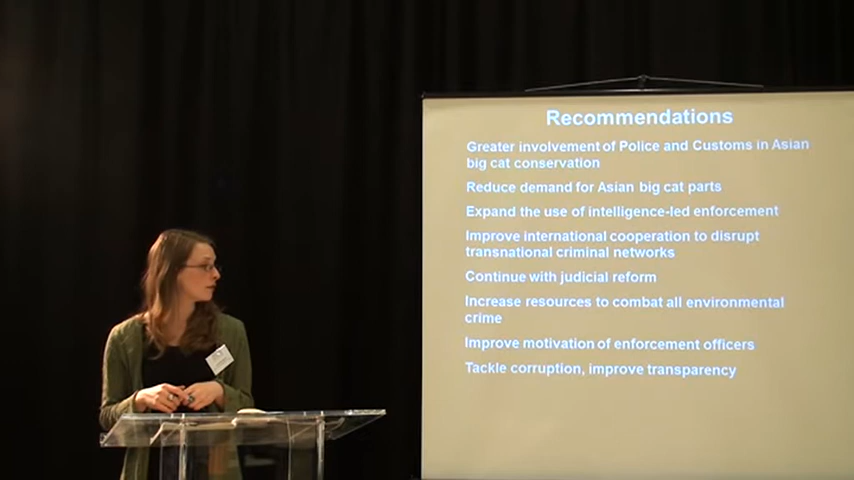 Recommendations
Greater involvement of Police and Customs in Asian
big cat conservation
Reduce demand for Asian big cat parts
Expand the use of intelligence-led enforcement
Improve international cooperation to disrupt
transnational criminal networks
Continue with judicial reform
Increase resources to combat all environmental
crime
Improve motivation of enforcement officers
Tackle corruption, improve transparency